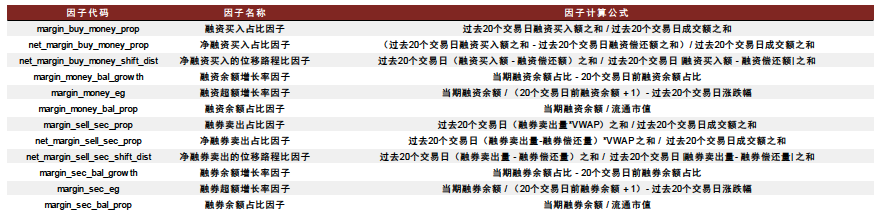 因子代码 因子名称 因子计算公式
margin_buy_money_prop 融资买入占比因子 过去20个交易日融资买入额之和 / 过去20个交易日成交额之和
net_margin_buy_money_prop 净融资买入占比因子 （过去20个交易日融资买入额之和 - 过去20个交易日融资偿还额之和）/ 过去20个交易日成交额之和
net_margin_buy_money_shift_dist 净融资买入的位移路程比因子 过去20个交易日（融资买入额 - 融资偿还额）之和 / 过去20个交易日 |融资买入额 - 融资偿还额| 之和
margin_money_bal_growth 融资余额增长率因子 当期融资余额占比 - 20个交易日前融资余额占比
margin_money_eg 融资超额增长率因子 当期融资余额 / （20个交易日前融资余额 + 1）- 过去20个交易日涨跌幅
margin_money_bal_prop 融资余额占比因子 当期融资余额 / 流通市值
margin_sell_sec_prop 融券卖出占比因子 过去20个交易日（融券卖出量*VWAP）之和 / 过去20个交易日成交额之和
net_margin_sell_sec_prop 净融券卖出占比因子 过去20个交易日（融券卖出量-融券偿还量）*VWAP之和 / 过去20个交易日成交额之和
net_margin_sell_sec_shift_dist 净融券卖出的位移路程比因子 过去20个交易日（融券卖出量 - 融券偿还量）之和 / 过去20个交易日 |融券卖出量- 融券偿还量| 之和
margin_sec_bal_growth 融券余额增长率因子 当期融券余额占比 - 20个交易日前融券余额占比
margin_sec_eg 融券超额增长率因子 当期融券余额 / （20个交易日前融券余额 + 1）- 过去20个交易日涨跌幅
margin_sec_bal_prop 融券余额占比因子 当期融券余额 / 流通市值